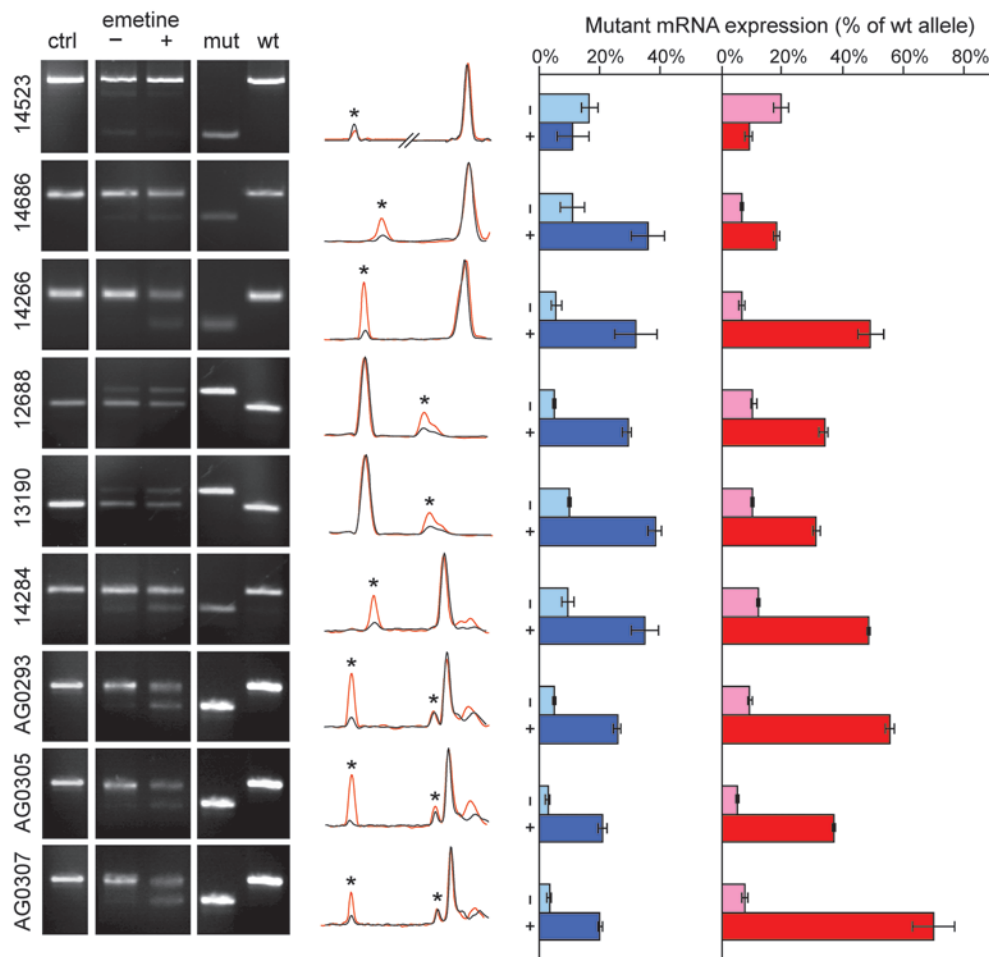 emetine
ctrl − + mut wt
Mutant mRNA expression (% of wt allele)
0% 20% 40% 0% 20% 40% 60% 80%
14523 * − +
14686 * − +
14266 * − +
12688 * − +
13190 * − +
14284 * − +
AG0293 * * − +
AG0305 * * − +
AG0307 * * − +